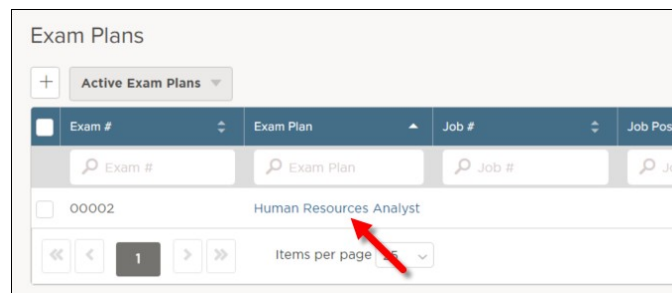 Exam Plans
+ Active Exam Plans
Exam # Exam Plan Job # Job Pos
Exam # Exam Plan Job #
00002 Human Resources Analyst
1 Items per page